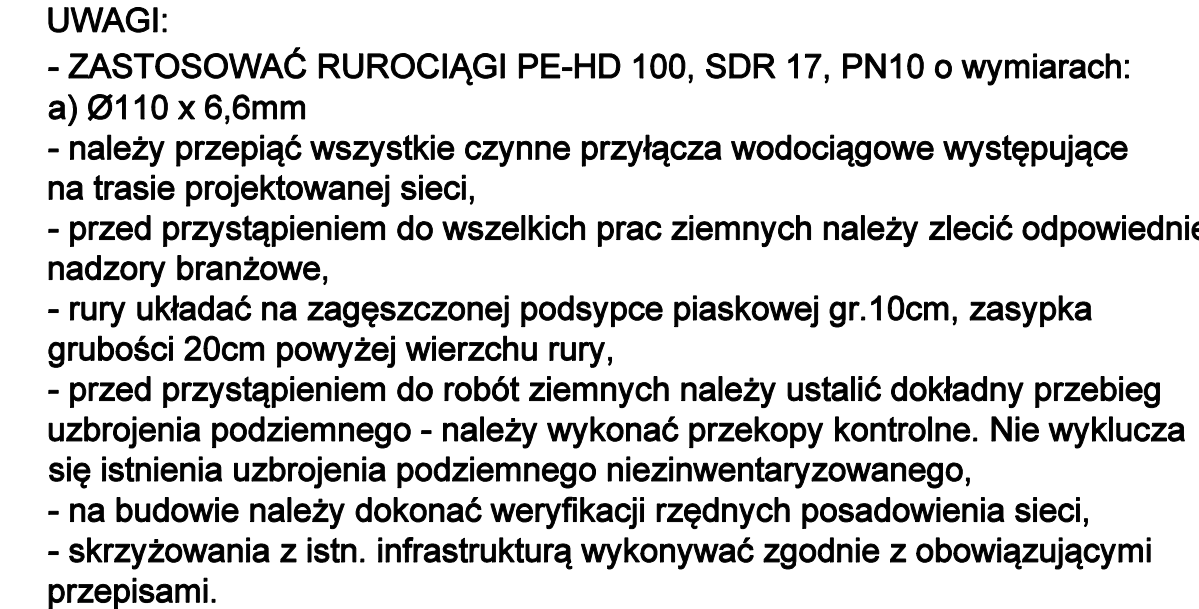 UWAGI:
- ZASTOSOWAĆ RUROCIĄGI PE-HD 100, SDR 17, PN10 o wymiarach:
a) Ø110 x 6,6mm
- należy przepiąć wszystkie czynne przyłącza wodociągowe występujące
na trasie projektowanej sieci,
- przed przystąpieniem do wszelkich prac ziemnych należy zlecić odpowiednie
nadzory branżowe,
- rury układać na zagęszczonej podsypce piaskowej gr.10cm, zasypka
grubości 20cm powyżej wierzchu rury,
- przed przystąpieniem do robót ziemnych należy ustalić dokładny przebieg
uzbrojenia podziemnego - należy wykonać przekopy kontrolne. Nie wyklucza
się istnienia uzbrojenia podziemnego niezinwentaryzowanego,
- na budowie należy dokonać weryfikacji rzędnych posadowienia sieci,
- skrzyżowania z istn. infrastrukturą wykonywać zgodnie z obowiązującymi
przepisami.